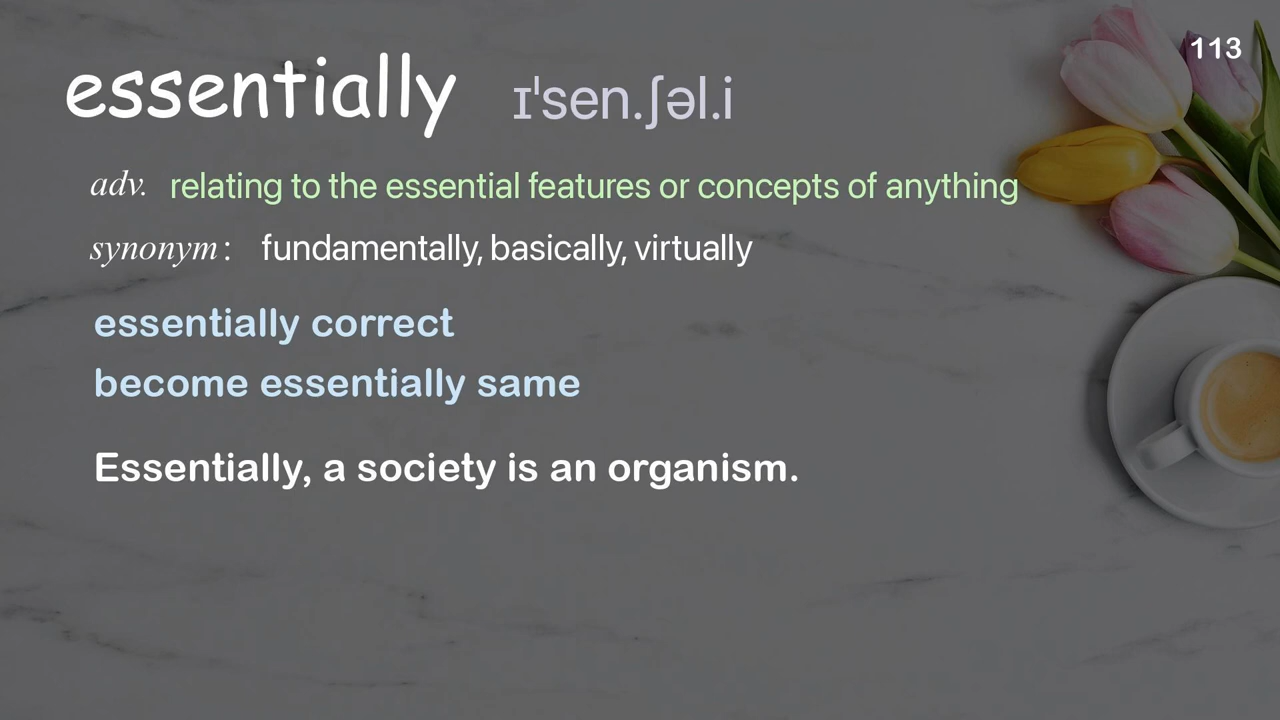 113
essentially ɪˈsen.ʃəl.i
adv. relating to the essential features or concepts of anything
synonym : fundamentally, basically, virtually
essentially correct
become essentially same
Essentially, a society is an organism.